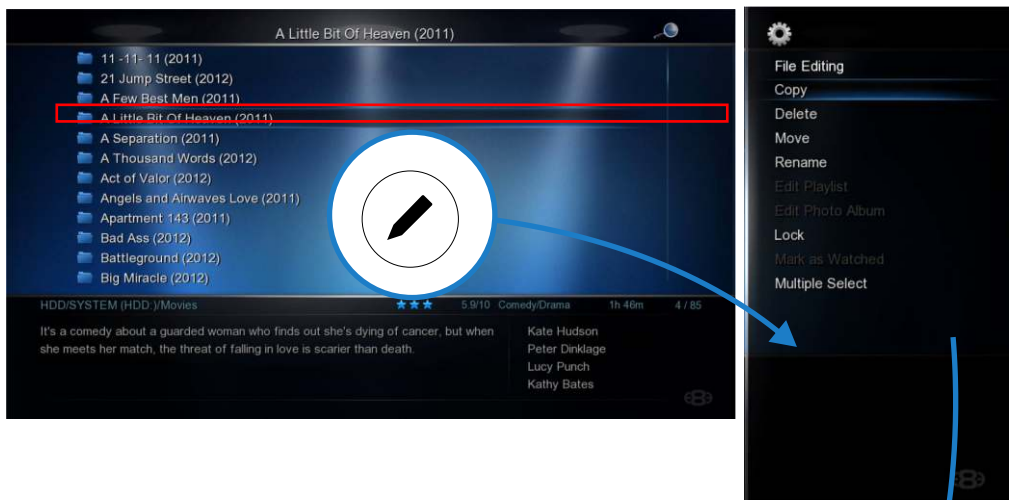 A Little Bit Of Heaven (2011)
11 -11- 11 (2011)
21 Jump Street (2012)
A Few Best Men (2011)
A Little Bit Of Heaven (2011)
A Separation (2011)
A Thousand Words (2012)
Act of Valor (2012)
Angels and Airwaves Love (2011)
Apartment 143 (2011)
Bad Ass (2012)
Battleground (2012)
Big Miracle (2012)
HDD/SYSTEM (HDD:)/Movies 5.9/10 Comedy/Drama 1h 46m 4 / 85
It's a comedy about a guarded woman who finds out she's dying of cancer, but when
she meets her match, the threat of falling in love is scarier than death.
Kate Hudson
Peter Dinklage
Lucy Punch
Kathy Bates
File Editing
Copy
Delete
Move
Rename
Edit Playlist
Edit Photo Album
Lock
Mark as Watched
Multiple Select